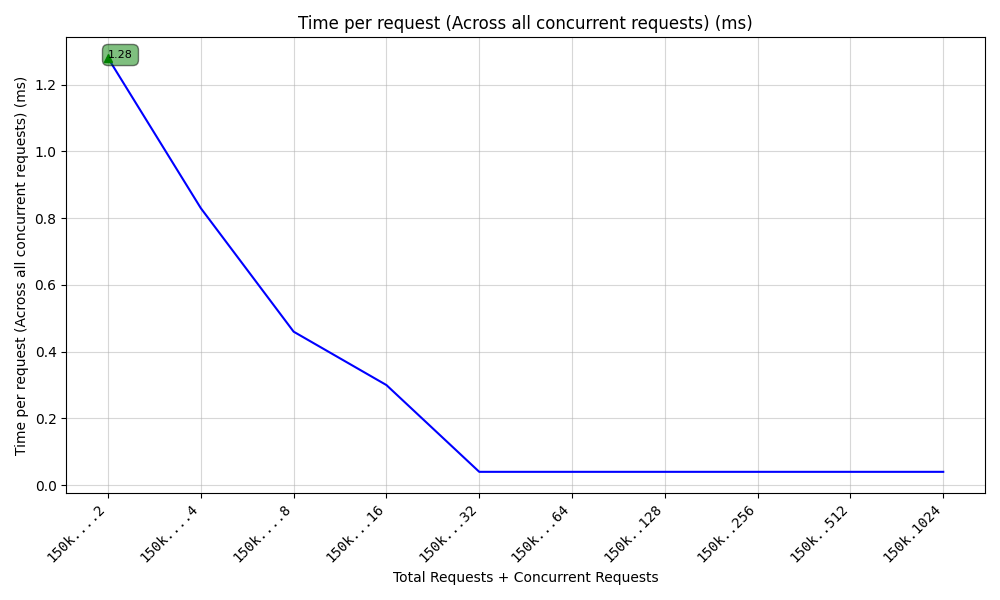 Time per request (Across all concurrent requests) (ms)
1.28
Time per request (Across all concurrent requests) (ms)
1.2
1.0
0.8
0.6
0.4
0.2
0.0
150k....2
150k....4
150k....8
150k...16
150k...32
150k...64
150k..128
150k..256
150k..512
150k.1024
Total Requests + Concurrent Requests